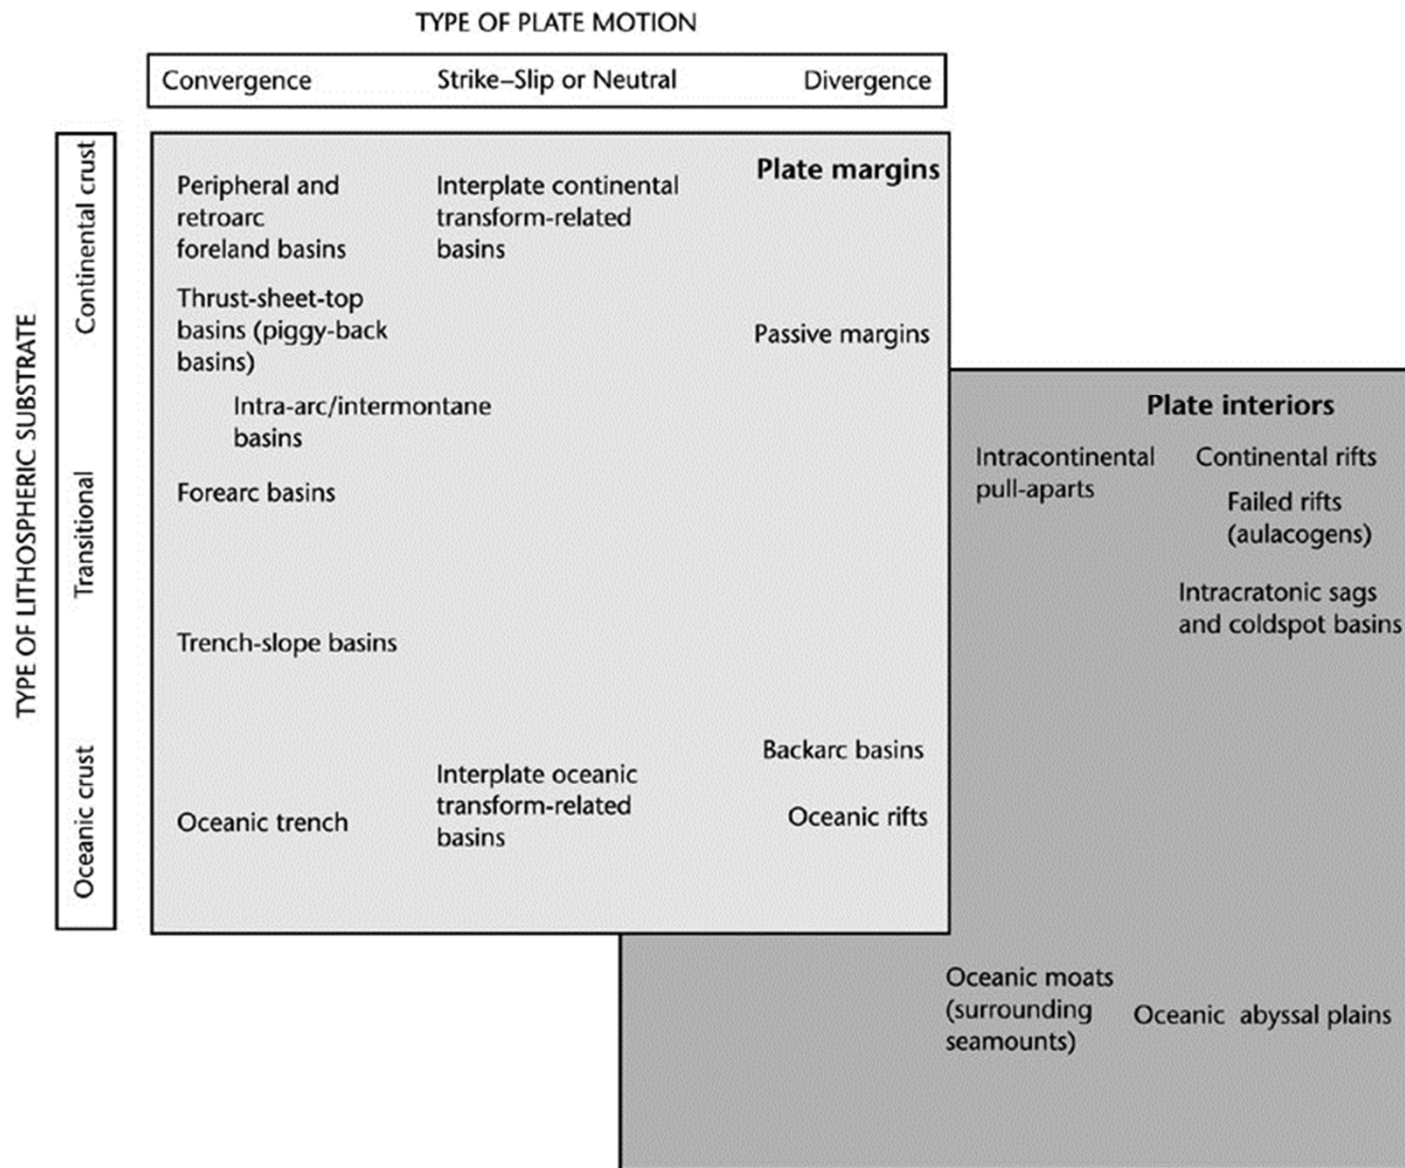 TYPE OF PLATE MOTION
Convergence
Strike–Slip or Neutral
Divergence
TYPE OF LITHOSPHERIC SUBSTRATE
Continental crust
Transitional
Oceanic crust
Plate margins
Peripheral and
retroarc
foreland basins
Interplate continental
transform-related
basins
Thrust-sheet-top
basins (piggy-back
basins)
Passive margins
Intra-arc/intermontane
basins
Forearc basins
Trench-slope basins
Backarc basins
Interplate oceanic
transform-related
basins
Oceanic trench
Oceanic rifts
Plate interiors
Intracontinental
pull-aparts
Continental rifts
Failed rifts
(aulacogens)
Intracratonic sags
and coldspot basins
Oceanic moats
(surrounding
seamounts)
Oceanic abyssal plains